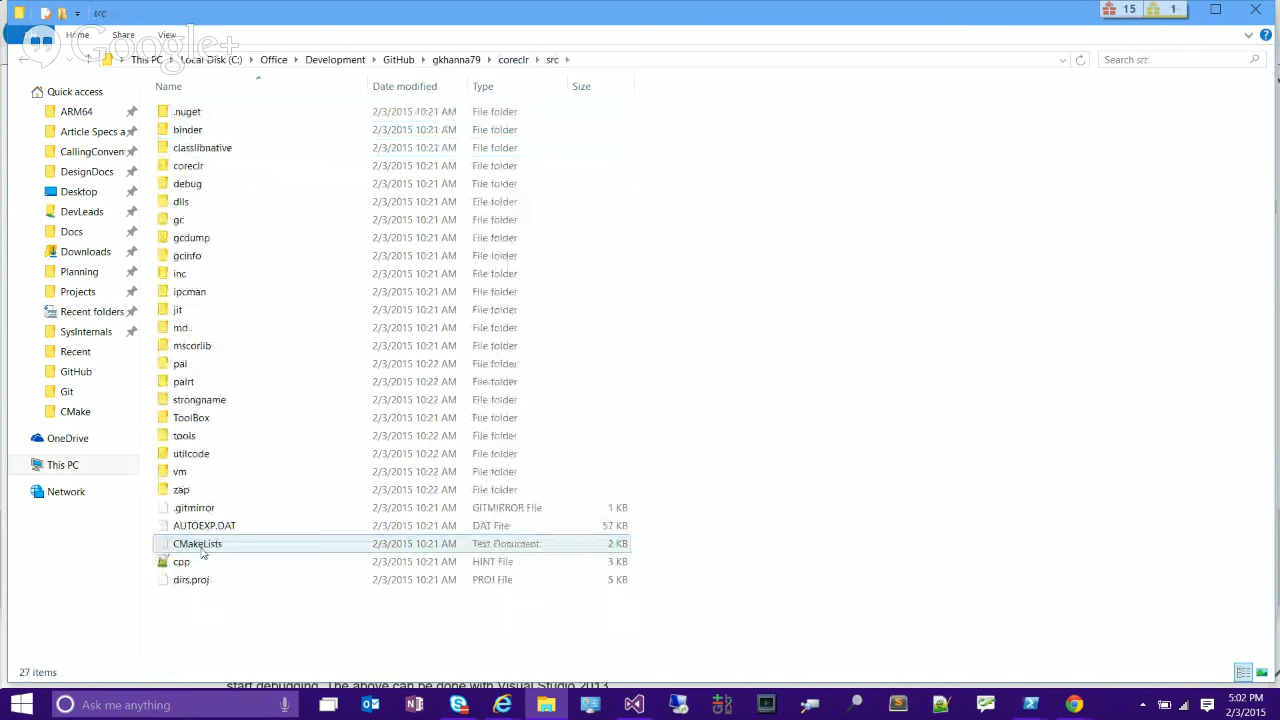 src
15
1
Home Share View
Google+
This PC Local Disk (C:) Office Development GitHub gkhanna79 coreclr src
Search src
Name Date modified Type Size
Quick access
ARM64
Article Specs a
CallingConven
DesignDocs
Desktop
DevLeads
Docs
Downloads
Planning
Projects
Recent folders
SysInternals
Recent
GitHub
Git
CMake
OneDrive
This PC
Network
.nuget 2/3/2015 10:21 AM File folder
binder 2/3/2015 10:21 AM File folder
classlibnative 2/3/2015 10:21 AM File folder
coreclr 2/3/2015 10:21 AM File folder
debug 2/3/2015 10:21 AM File folder
dlls 2/3/2015 10:21 AM File folder
gc 2/3/2015 10:21 AM File folder
gcdump 2/3/2015 10:21 AM File folder
gcinfo 2/3/2015 10:21 AM File folder
inc 2/3/2015 10:21 AM File folder
ipcman 2/3/2015 10:21 AM File folder
jit 2/3/2015 10:21 AM File folder
md 2/3/2015 10:21 AM File folder
mscorlib 2/3/2015 10:21 AM File folder
pal 2/3/2015 10:22 AM File folder
palrt 2/3/2015 10:22 AM File folder
strongname 2/3/2015 10:22 AM File folder
ToolBox 2/3/2015 10:21 AM File folder
tools 2/3/2015 10:22 AM File folder
utilcode 2/3/2015 10:22 AM File folder
vm 2/3/2015 10:22 AM File folder
zap 2/3/2015 10:22 AM File folder
.gitmirror 2/3/2015 10:21 AM GITMIRROR File 1 KB
AUTOEXP.DAT 2/3/2015 10:21 AM DAT File 57 KB
CMakeLists 2/3/2015 10:21 AM Text Document 2 KB
cpp 2/3/2015 10:21 AM HINT File 3 KB
dirs.proj 2/3/2015 10:21 AM PROJ File 5 KB
27 items
start debugging. The above can be done with Visual Studio 2013
Ask me anything
5:02 PM
2/3/2015